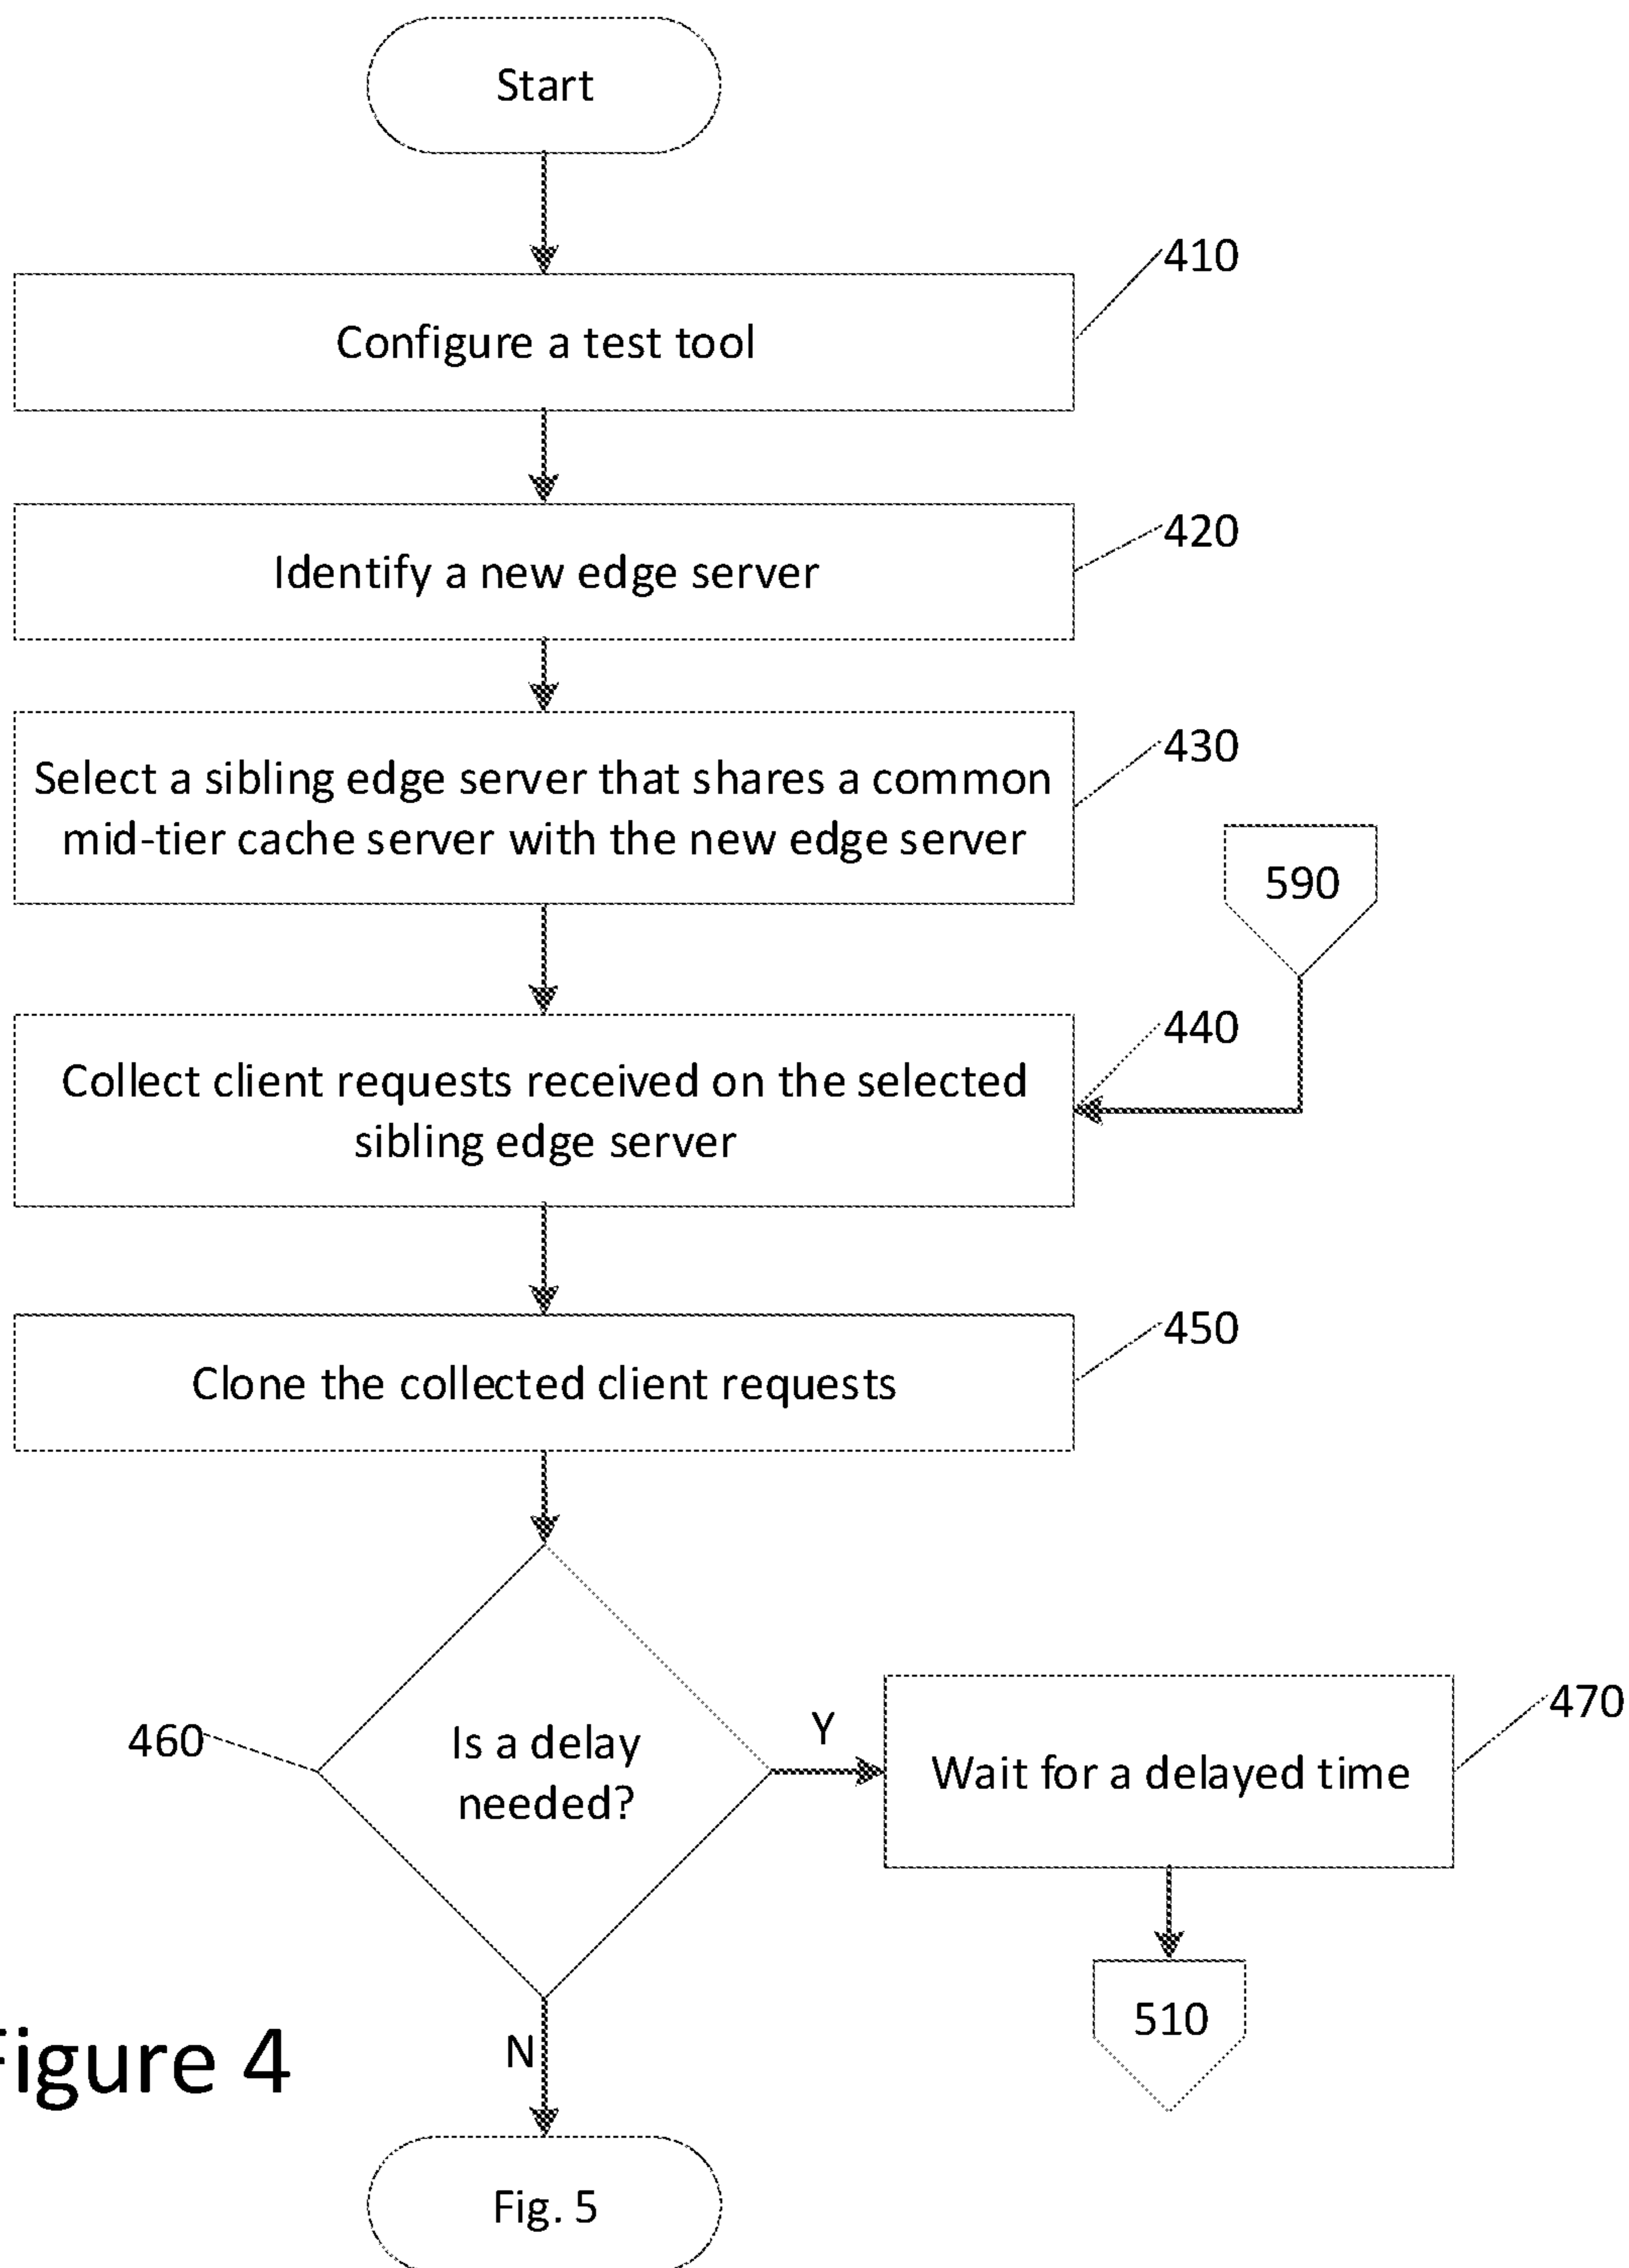 Start
410
Configure a test tool
420
Identify a new edge server
430
Select a sibling edge server that shares a common
mid-tier cache server with the new edge server
590
440
Collect client requests received on the selected
sibling edge server
450
Clone the collected client requests
460
Is a delay
needed?
Y
470
Wait for a delayed time
510
N
Figure 4
Fig. 5